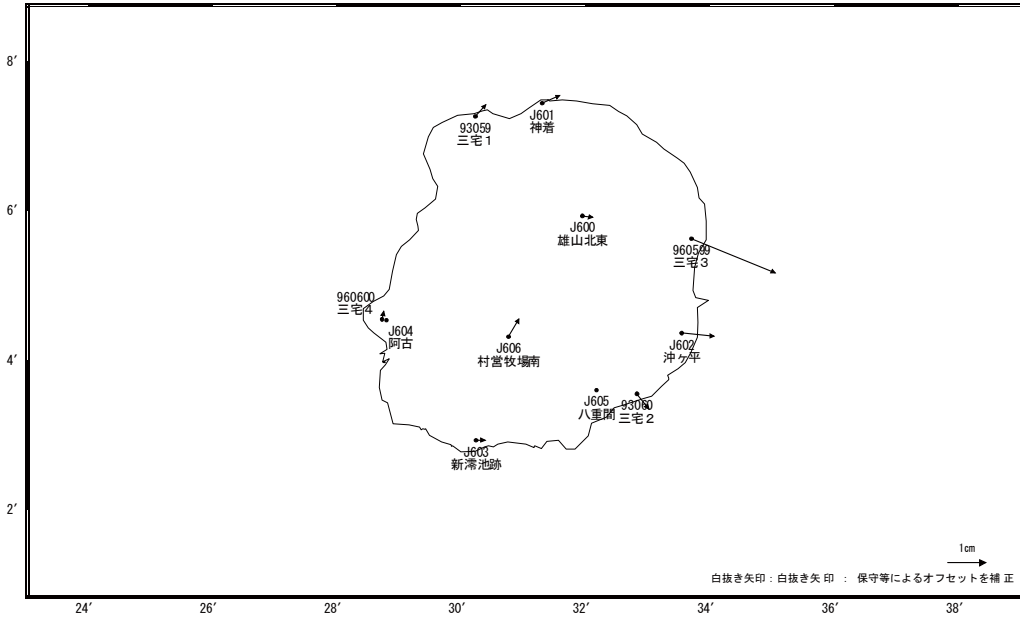 8′
J601
神着
93059
三宅1
6′
J600
雄山北東
960599
三宅3
960600
三宅4
J604
阿古
4′
J606
村営牧場南
J602
沖ヶ平
J605
八重間
93060
三宅2
J603
新澪池跡
2′
1cm
白抜き矢印：白抜き矢印 ： 保守等によるオフセットを補正
24′ 26′ 28′ 30′ 32′ 34′ 36′ 38′